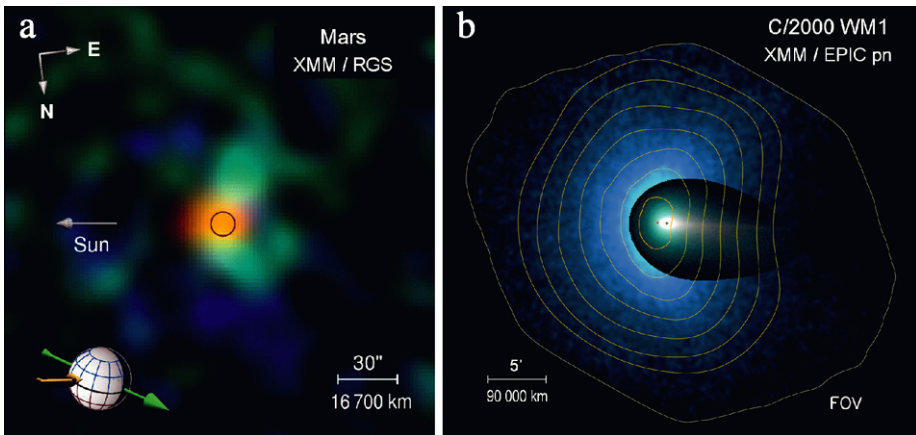 a
Mars
XMM / RGS
E
N
Sun
30"
16 700 km
b
C/2000 WM1
XMM / EPIC pn
5'
90 000 km
FOV